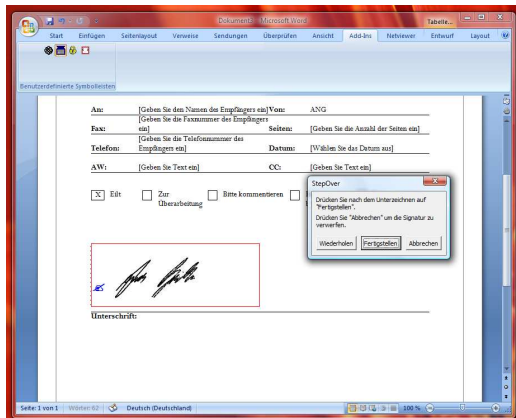 Dokument3 - Microsoft Word
Tabelle...
Start Einfügen Seitenlayout Verweise Sendungen Überprüfen Ansicht Add-Ins Netviewer Entwurf Layout
Benutzerdefinierte Symbolleisten
An: [Geben Sie den Namen des Empfängers ein] Von: ANG
[Geben Sie die Faxnummer des Empfängers
Fax: ein] Seiten: [Geben Sie die Anzahl der Seiten ein]
[Geben Sie die Telefonnummer des
Telefon: Empfängers ein] Datum: [Wählen Sie das Datum aus]
AW: [Geben Sie Text ein] CC: [Geben Sie Text ein]
X Eilt Zur Bitte kommentieren
Überarbeitung
StepOver
Drücken Sie nach dem Unterzeichnen auf
"Fertigstellen".
Drücken Sie "Abbrechen" um die Signatur zu
verwerfen.
Wiederholen Fertigstellen Abbrechen
Unterschrift:
Seite: 1 von 1 Wörter: 62 Deutsch (Deutschland) 100 %